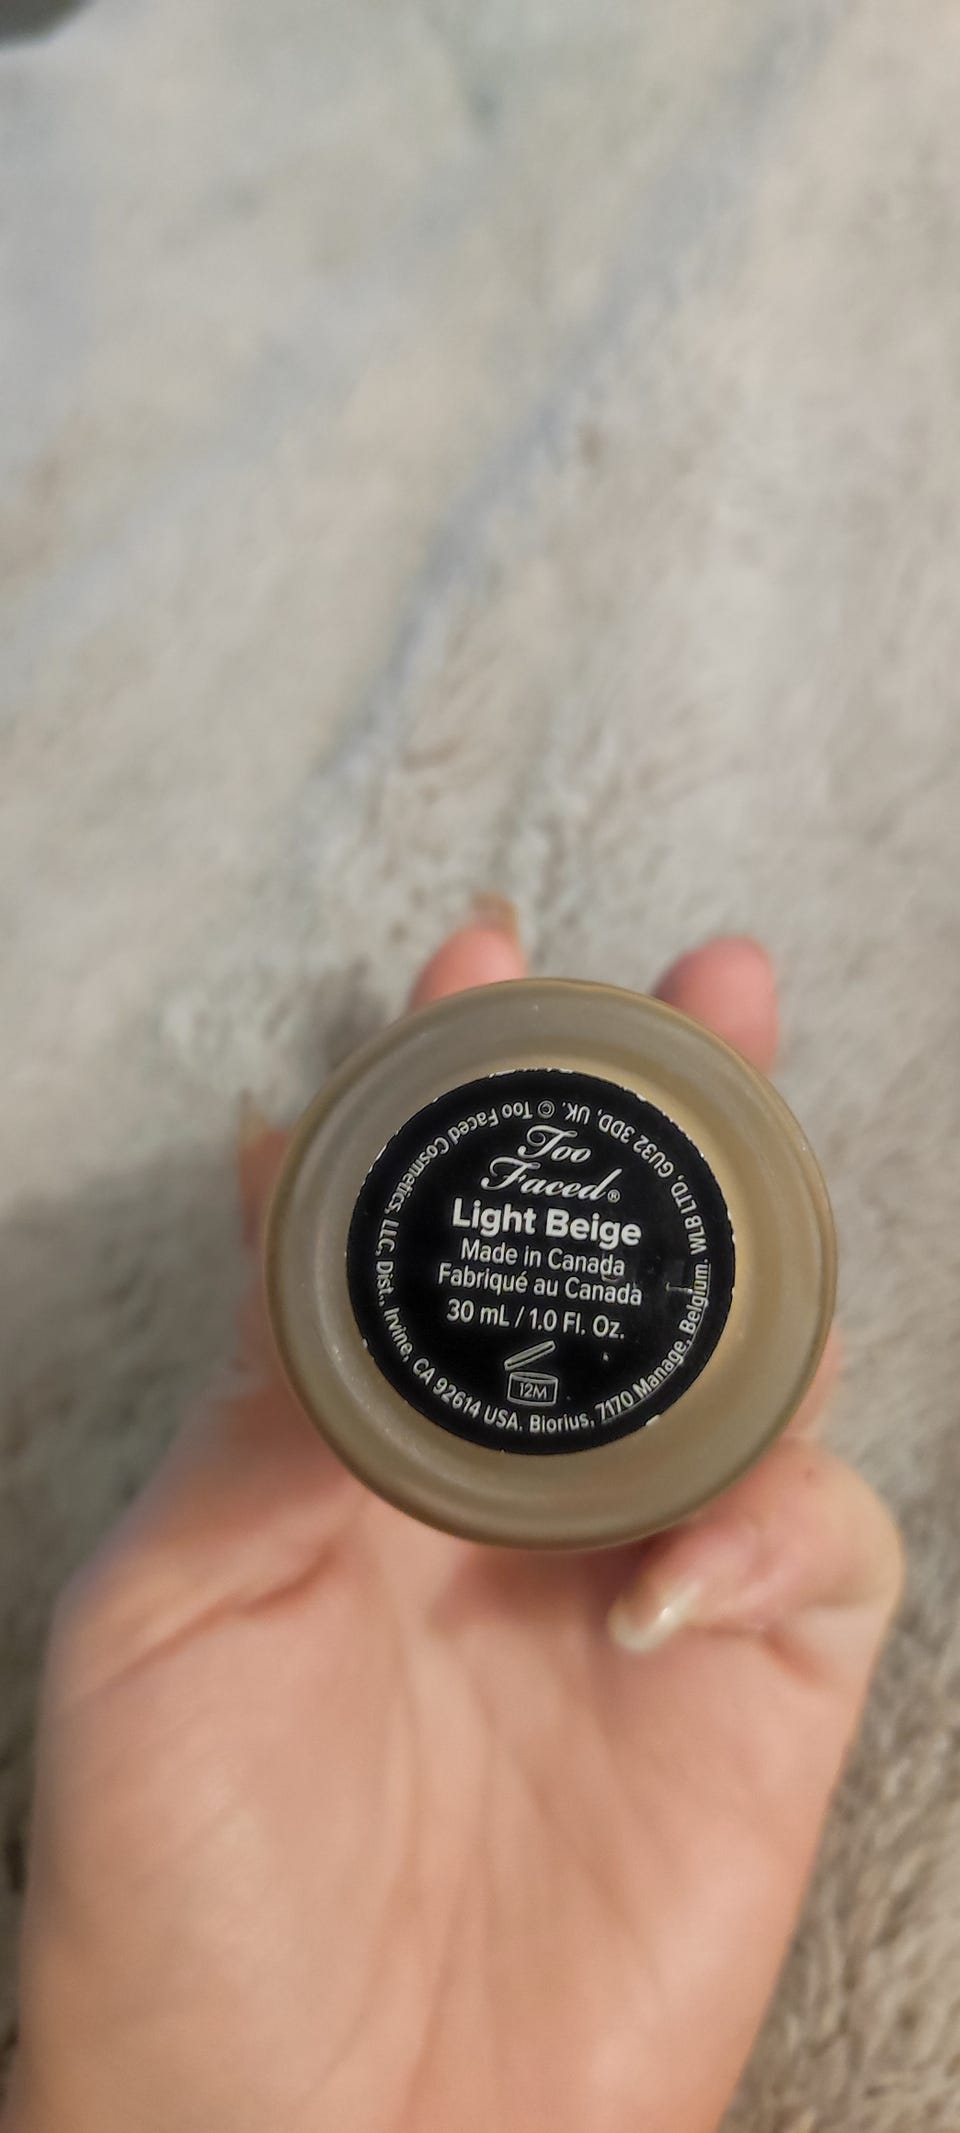 Too
Faced®
Light Beige
Made in Canada
Fabriqué au Canada
30 mL / 1.0 Fl. Oz.
12M
© Too Faced Cosmetics, LLC, Dist., Irvine, CA 92614 USA. Biorius, 7170 Manage, Belgium. WLB LTD, GU32 3DD, UK.